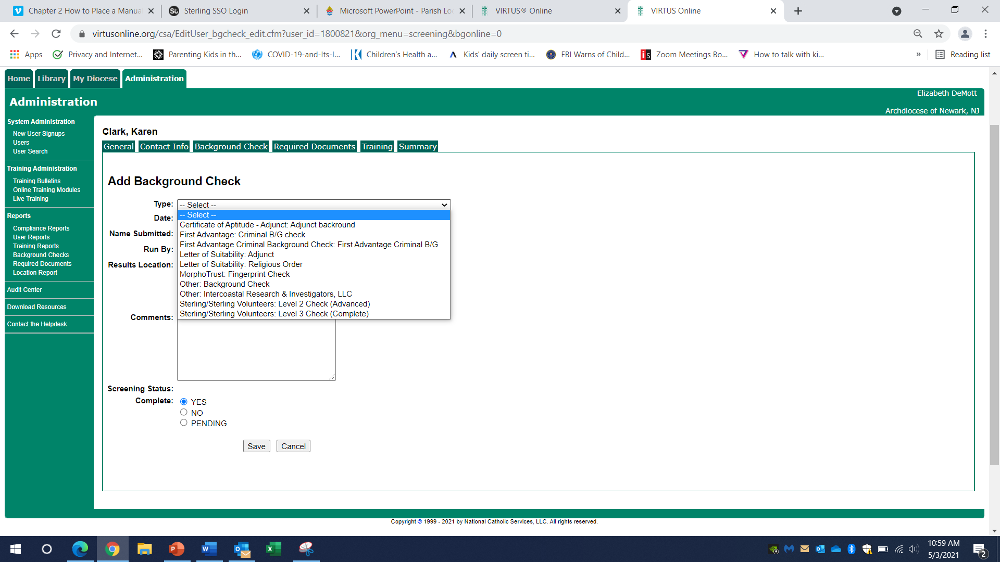 Chapter 2 How to Place a Manua
Sterling SSO Login
Microsoft PowerPoint - Parish Lo
VIRTUS® Online
VIRTUS Online
virtusonline.org/csa/EditUser_bgcheck_edit.cfm?user_id=1800821&org_menu=screening&bgonline=0
Apps
Privacy and Internet...
Parenting Kids in th...
COVID-19-and-Its-I...
Children's Health a...
Kids' daily screen ti...
FBI Warns of Child...
Zoom Meetings Bo...
How to talk with ki...
»
Reading list
Home
Library
My Diocese
Administration
Administration
Elizabeth DeMott
Archdiocese of Newark, NJ
System Administration
New User Signups
Users
User Search
Training Administration
Training Bulletins
Online Training Modules
Live Training
Reports
Compliance Reports
User Reports
Training Reports
Background Checks
Required Documents
Location Report
Audit Center
Download Resources
Contact the Helpdesk
Clark, Karen
General
Contact Info
Background Check
Required Documents
Training
Summary
Add Background Check
Type: -- Select --
Date:
Name Submitted:
Run By:
Results Location:
-- Select --
Certificate of Aptitude - Adjunct: Adjunct backround
First Advantage: Criminal B/G check
First Advantage Criminal Background Check: First Advantage Criminal B/G
Letter of Suitability: Adjunct
Letter of Suitability: Religious Order
MorphoTrust: Fingerprint Check
Other: Background Check
Other: Intercoastal Research & Investigators, LLC
Sterling/Sterling Volunteers: Level 2 Check (Advanced)
Sterling/Sterling Volunteers: Level 3 Check (Complete)
Comments:
Screening Status:
Complete: YES
NO
PENDING
Save
Cancel
Copyright © 1999 - 2021 by National Catholic Services, LLC. All rights reserved.
10:59 AM
5/3/2021
2